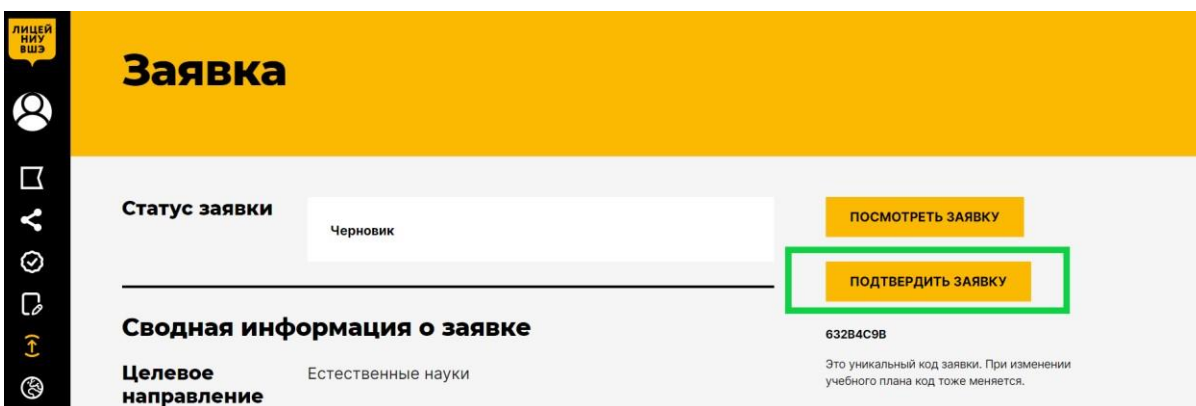 ЛИЦЕЙ
НИУ
ВШЭ
Заявка
Статус заявки
Черновик
ПОСМОТРЕТЬ ЗАЯВКУ
ПОДТВЕРДИТЬ ЗАЯВКУ
Сводная информация о заявке
632B4C9B
Целевое
направление
Естественные науки
Это уникальный код заявки. При изменении
учебного плана код тоже меняется.